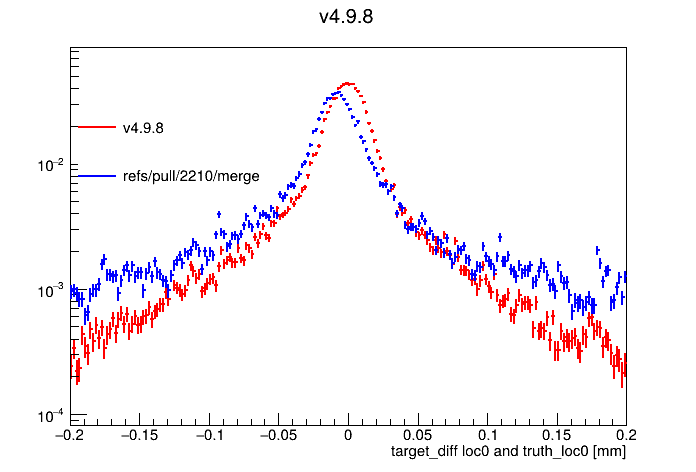 v4.9.8
v4.9.8
10−2
refs/pull/2210/merge
10−3
10−4
−0.2 −0.15 −0.1 −0.05 0 0.05 0.1 0.15 0.2
target_diff loc0 and truth_loc0 [mm]